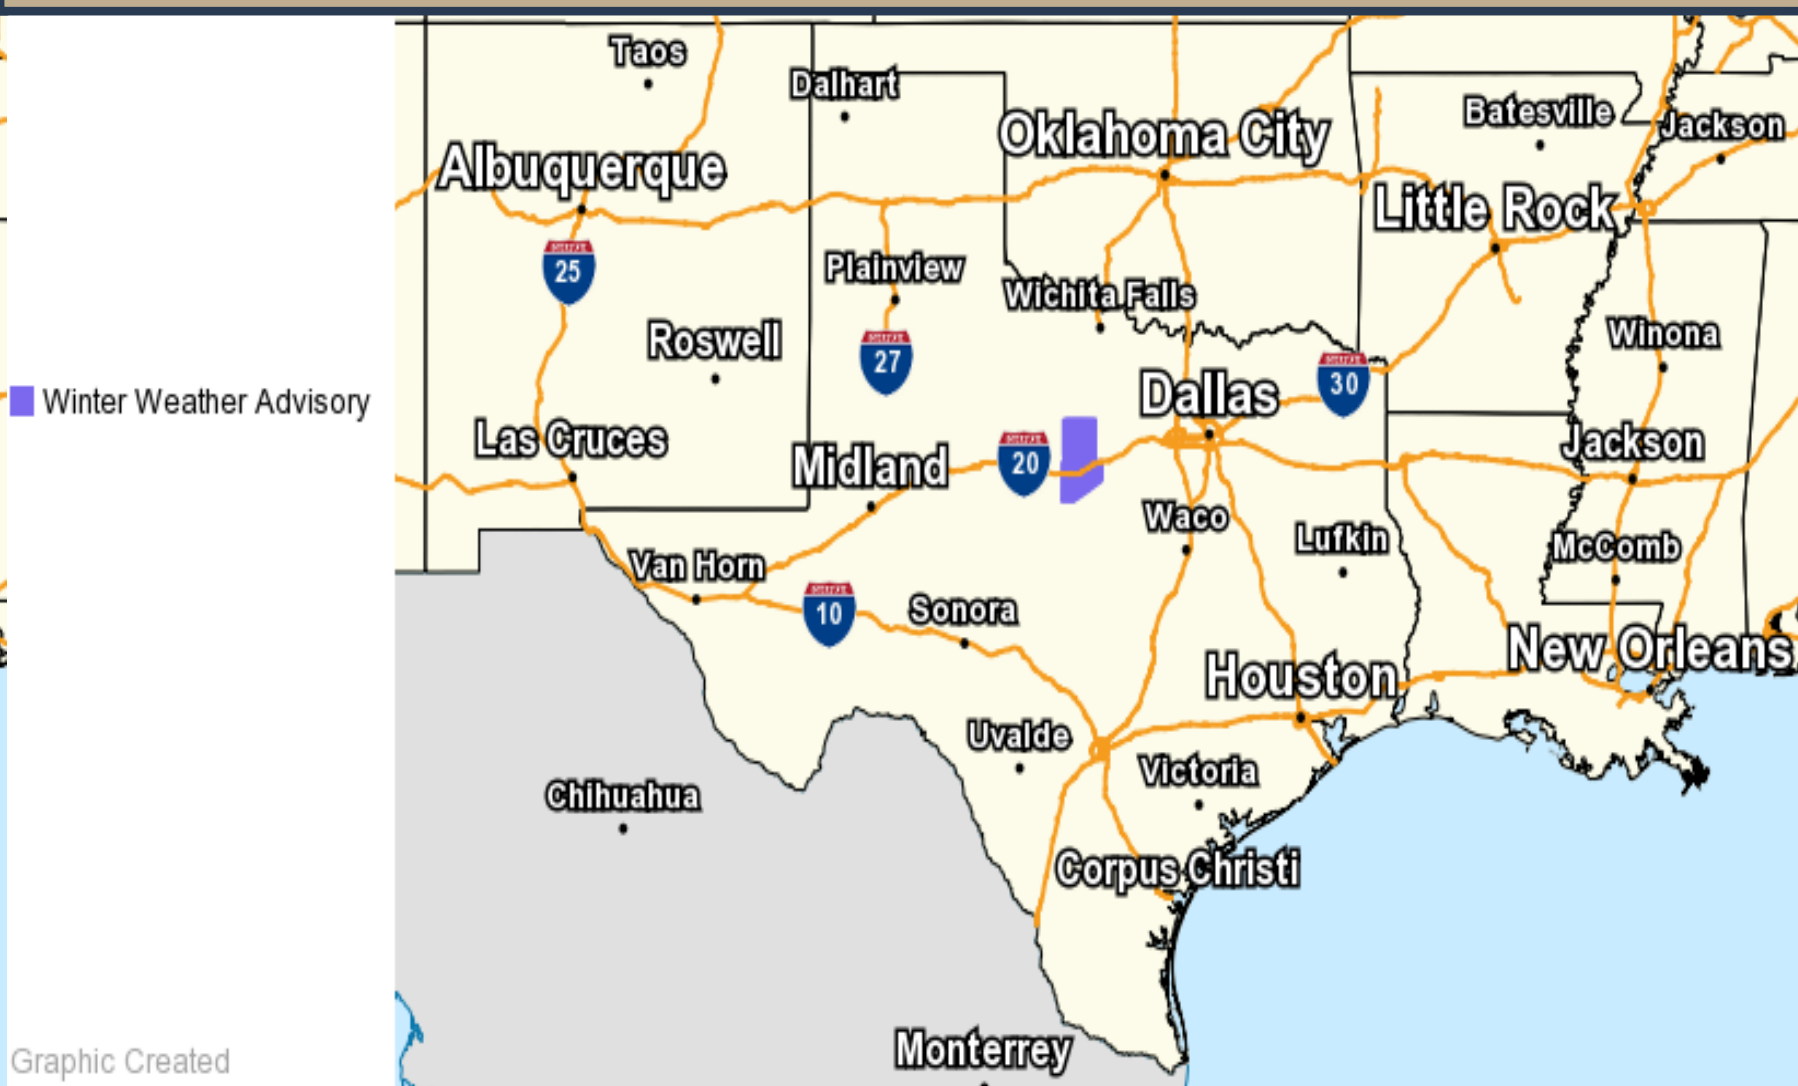 Taos
Dalhart
Oklahoma City
Batesville
Jackson
Albuquerque
Little Rock
25
Plainview
Wichita Falls
Roswell
27
Winona
30
Dallas
Winter Weather Advisory
Las Cruces
Midland
20
Jackson
Waco
Lufkin
McComb
Van Horn
10
Sonora
New Orleans
Houston
Uvalde
Victoria
Chihuahua
Corpus Christi
Monterrey
Graphic Created